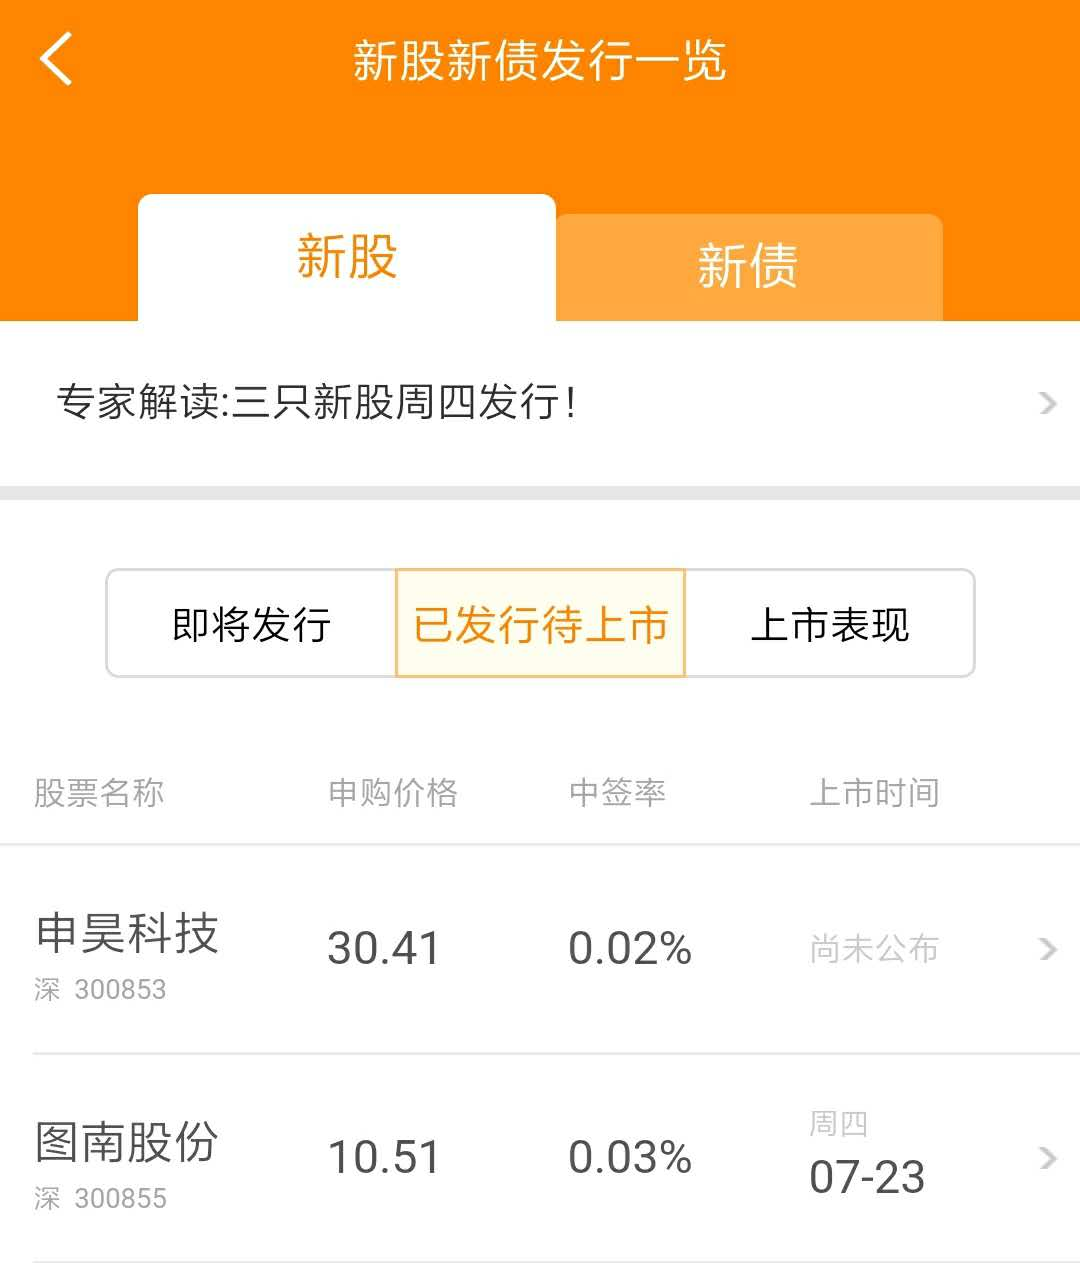 新股新债发行一览
新股 新债
专家解读:三只新股周四发行!
即将发行 已发行待上市 上市表现
股票名称 申购价格 中签率 上市时间
申昊科技 30.41 0.02% 尚未公布
深 300853
周四
图南股份 10.51 0.03% 07-23
深 300855